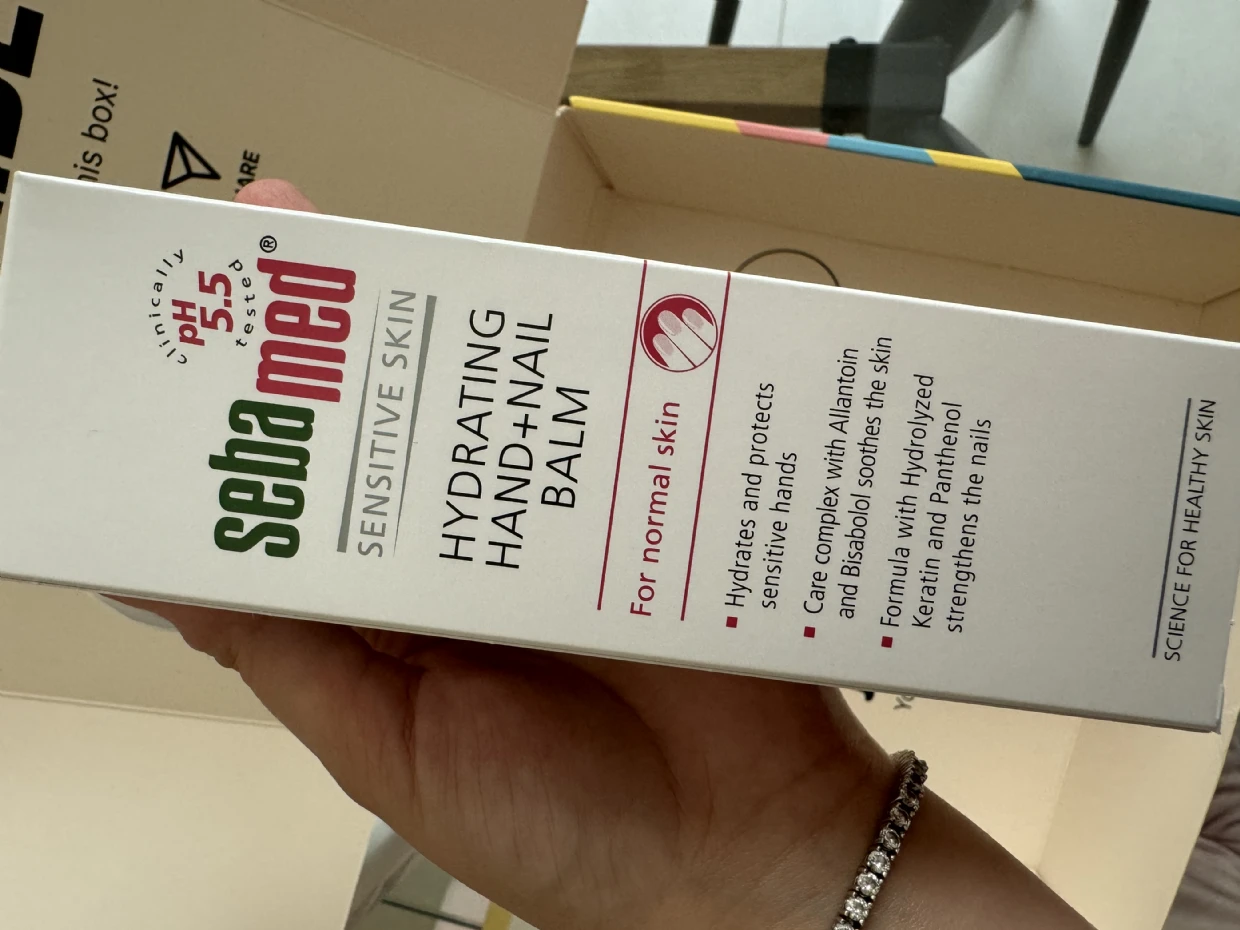 clinically
pH
5.5
tested
sebamed®
SENSITIVE SKIN
HYDRATING
HAND+NAIL
BALM
For normal skin
▪ Hydrates and protects
sensitive hands
▪ Care complex with Allantoin
and Bisabolol soothes the skin
▪ Formula with Hydrolyzed
Keratin and Panthenol
strengthens the nails
SCIENCE FOR HEALTHY SKIN
box!